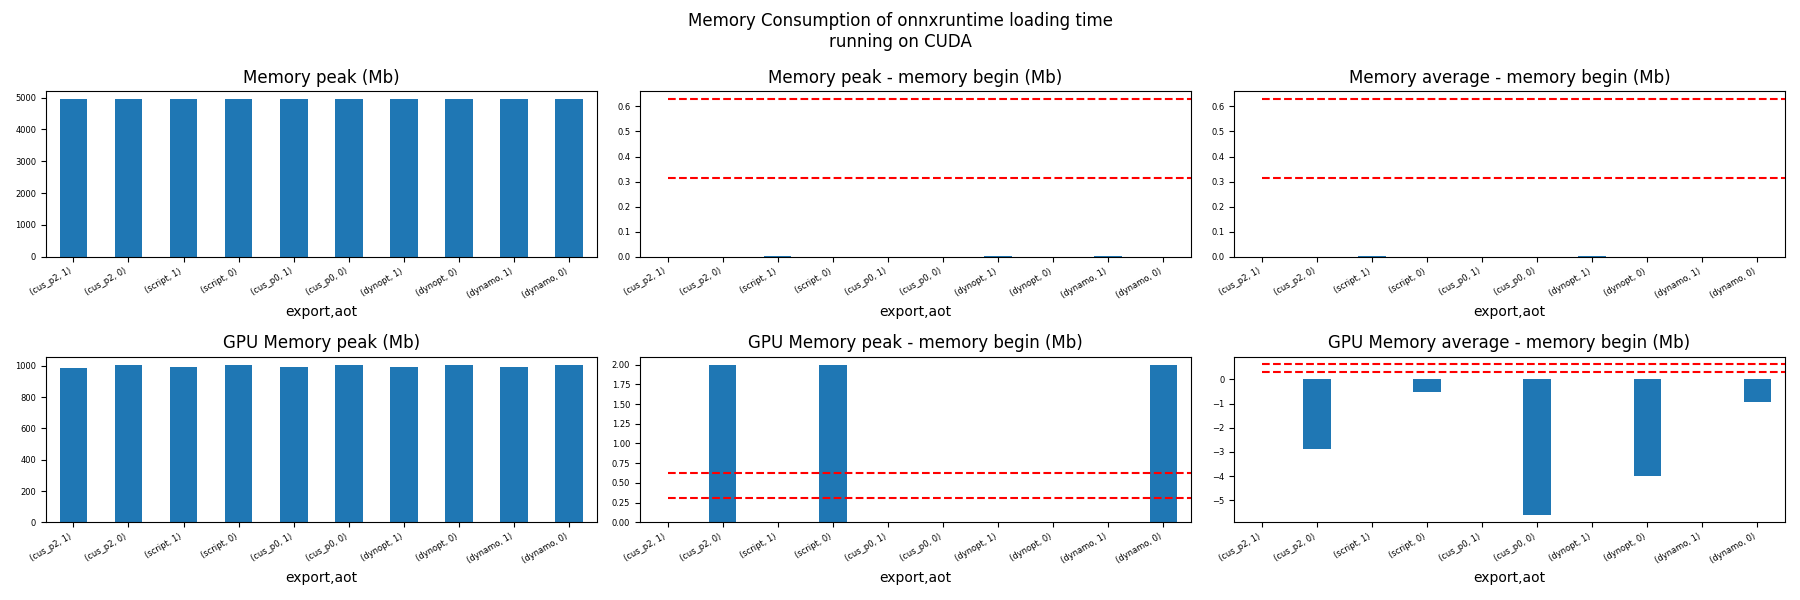 Memory Consumption of onnxruntime loading time
running on CUDA
Memory peak (Mb)
5000
4000
3000
2000
1000
0
(cus_p2, 1)
(cus_p2, 0)
(script, 1)
(script, 0)
(cus_p0, 1)
(cus_p0, 0)
(dynopt, 1)
(dynopt, 0)
(dynamo, 1)
(dynamo, 0)
export,aot
Memory peak - memory begin (Mb)
0.6
0.5
0.4
0.3
0.2
0.1
0.0
(cus_p2, 1)
(cus_p2, 0)
(script, 1)
(script, 0)
(cus_p0, 1)
(cus_p0, 0)
(dynopt, 1)
(dynopt, 0)
(dynamo, 1)
(dynamo, 0)
export,aot
Memory average - memory begin (Mb)
0.6
0.5
0.4
0.3
0.2
0.1
0.0
(cus_p2, 1)
(cus_p2, 0)
(script, 1)
(script, 0)
(cus_p0, 1)
(cus_p0, 0)
(dynopt, 1)
(dynopt, 0)
(dynamo, 1)
(dynamo, 0)
export,aot
GPU Memory peak (Mb)
1000
800
600
400
200
0
(cus_p2, 1)
(cus_p2, 0)
(script, 1)
(script, 0)
(cus_p0, 1)
(cus_p0, 0)
(dynopt, 1)
(dynopt, 0)
(dynamo, 1)
(dynamo, 0)
export,aot
GPU Memory peak - memory begin (Mb)
2.00
1.75
1.50
1.25
1.00
0.75
0.50
0.25
0.00
(cus_p2, 1)
(cus_p2, 0)
(script, 1)
(script, 0)
(cus_p0, 1)
(cus_p0, 0)
(dynopt, 1)
(dynopt, 0)
(dynamo, 1)
(dynamo, 0)
export,aot
GPU Memory average - memory begin (Mb)
0
−1
−2
−3
−4
−5
(cus_p2, 1)
(cus_p2, 0)
(script, 1)
(script, 0)
(cus_p0, 1)
(cus_p0, 0)
(dynopt, 1)
(dynopt, 0)
(dynamo, 1)
(dynamo, 0)
export,aot